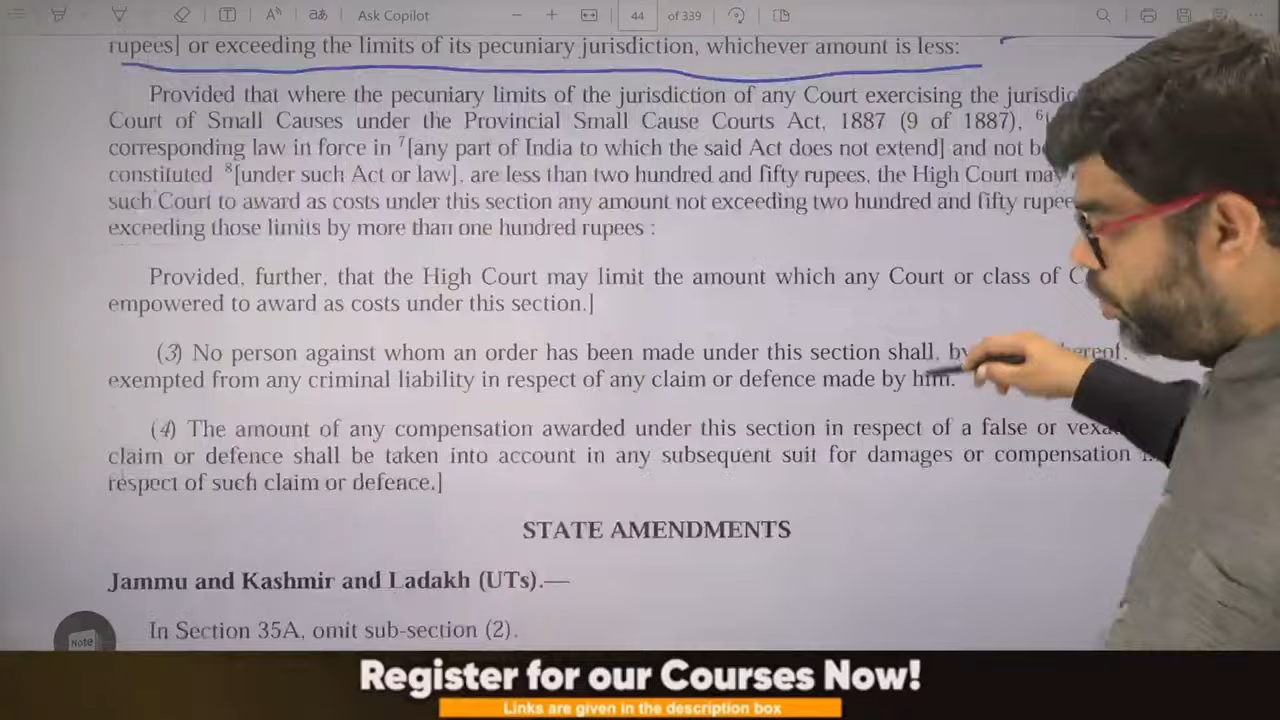 Ask Copilot
44
of 339
rupees] or exceeding the limits of its pecuniary jurisdiction, whichever amount is less:
Provided that where the pecuniary limits of the jurisdiction of any Court exercising the
Court of Small Causes under the Provincial Small Cause Courts Act, 1887 (9 of 1887), 6[
corresponding law in force in 7[any part of India to which the said Act does not extend] and not
constituted 8[under such Act or law], are less than two hundred and fifty rupees, the High Court may
such Court to award as costs under this section any amount not exceeding two hundred and fifty
exceeding those limits by more than one hundred rupees :
Provided, further, that the High Court may limit the amount which any Court or class of
empowered to award as costs under this section.]
(3) No person against whom an order has been made under this section shall,
exempted from any criminal liability in respect of any claim or defence made by him.
(4) The amount of any compensation awarded under this section in respect of a false or
claim or defence shall be taken into account in any subsequent suit for damages or compensation
respect of such claim or defence.]
STATE AMENDMENTS
Jammu and Kashmir and Ladakh (UTs).—
In Section 35A, omit sub-section (2).
Note
Register for our Courses Now!
Links are given in the description box